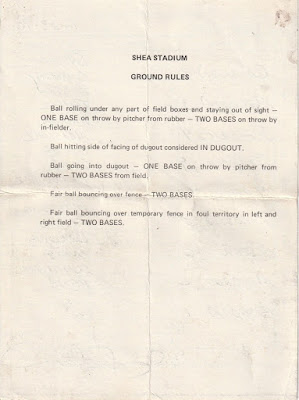 SHEA STADIUM
GROUND RULES
Ball rolling under any part of field boxes and staying out of sight —
ONE BASE on throw by pitcher from rubber — TWO BASES on throw by
in-fielder.
Ball hitting side of facing of dugout considered IN DUGOUT.
Ball going into dugout — ONE BASE on throw by pitcher from
rubber — TWO BASES from field.
Fair ball bouncing over fence — TWO BASES.
Fair ball bouncing over temporary fence in foul territory in left and
right field — TWO BASES.